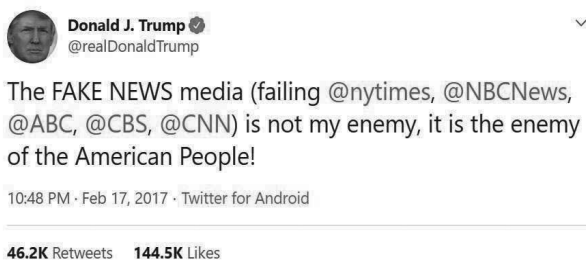 Donald J. Trump
@realDonaldTrump
The FAKE NEWS media (failing @nytimes, @NBCNews,
@ABC, @CBS, @CNN) is not my enemy, it is the enemy
of the American People!
10:48 PM · Feb 17, 2017 · Twitter for Android
46.2K Retweets 144.5K Likes